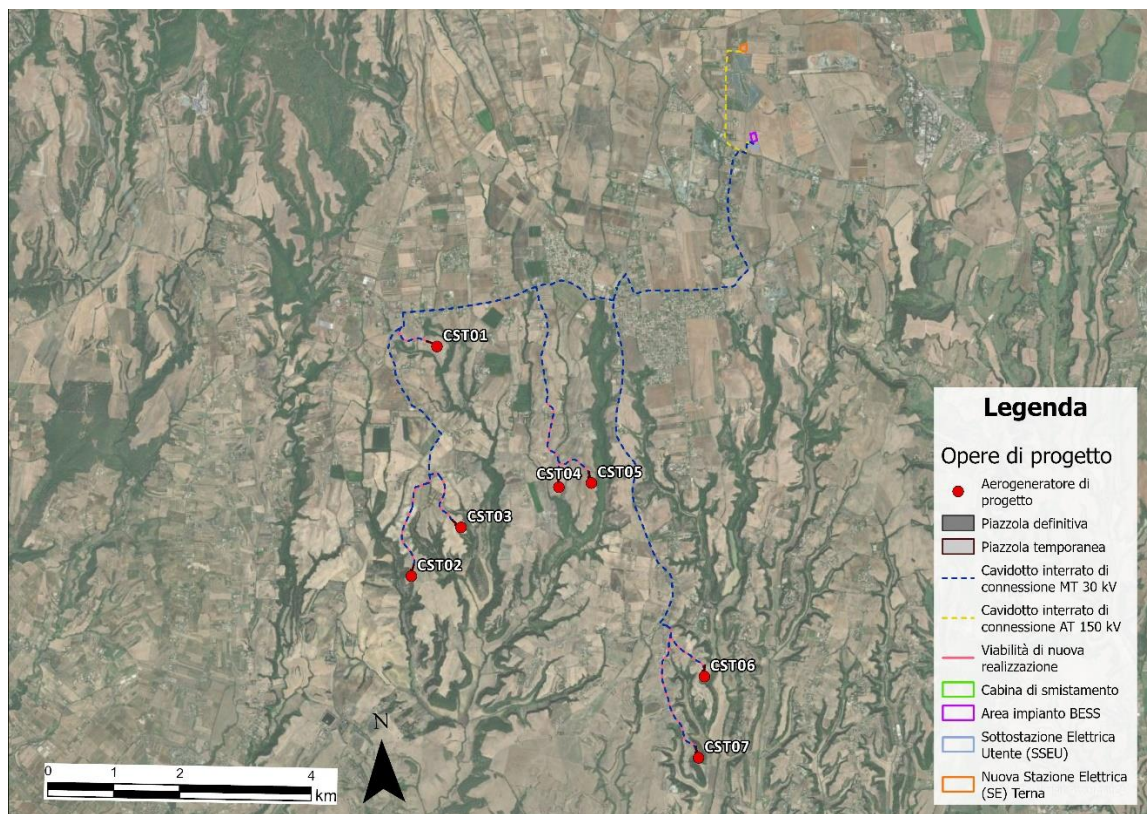 CST01
CST04
CST05
CST03
CST02
CST06
CST07
N
0 1 2 4
km
Legenda
Opere di progetto
Aerogeneratore di
progetto
Piazzola definitiva
Piazzola temporanea
Cavidotto interrato di
connessione MT 30 kV
Cavidotto interrato di
connessione AT 150 kV
Viabilità di nuova
realizzazione
Cabina di smistamento
Area impianto BESS
Sottostazione Elettrica
Utente (SSEU)
Nuova Stazione Elettrica
(SE) Terna